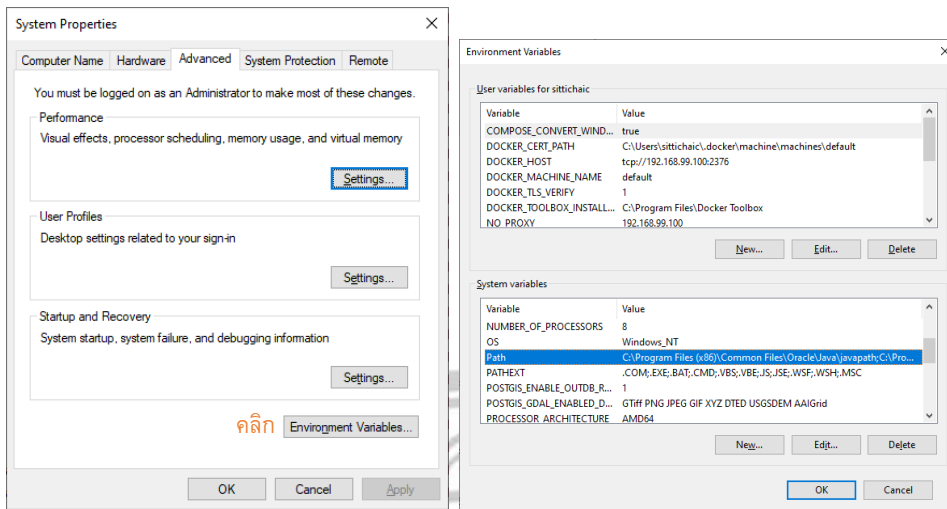 System Properties
Computer Name Hardware Advanced System Protection Remote
You must be logged on as an Administrator to make most of these changes.
Performance
Visual effects, processor scheduling, memory usage, and virtual memory
Settings...
User Profiles
Desktop settings related to your sign-in
Settings...
Startup and Recovery
System startup, system failure, and debugging information
Settings...
คลิก Environment Variables...
OK Cancel Apply
Environment Variables
User variables for sittichaic
Variable Value
COMPOSE_CONVERT_WIND... true
DOCKER_CERT_PATH C:\Users\sittichaic\.docker\machine\machines\default
DOCKER_HOST tcp://192.168.99.100:2376
DOCKER_MACHINE_NAME default
DOCKER_TLS_VERIFY 1
DOCKER_TOOLBOX_INSTALL... C:\Program Files\Docker Toolbox
NO_PROXY 192.168.99.100
New... Edit... Delete
System variables
Variable Value
NUMBER_OF_PROCESSORS 8
OS Windows_NT
Path C:\Program Files (x86)\Common Files\Oracle\Java\javapath;C:\Pro...
PATHEXT .COM;.EXE;.BAT;.CMD;.VBS;.VBE;.JS;.JSE;.WSF;.WSH;.MSC
POSTGIS_ENABLE_OUTDB_R... 1
POSTGIS_GDAL_ENABLED_D... GTiff PNG JPEG GIF XYZ DTED USGSDEM AAIGrid
PROCESSOR_ARCHITECTURE AMD64
New... Edit... Delete
OK Cancel